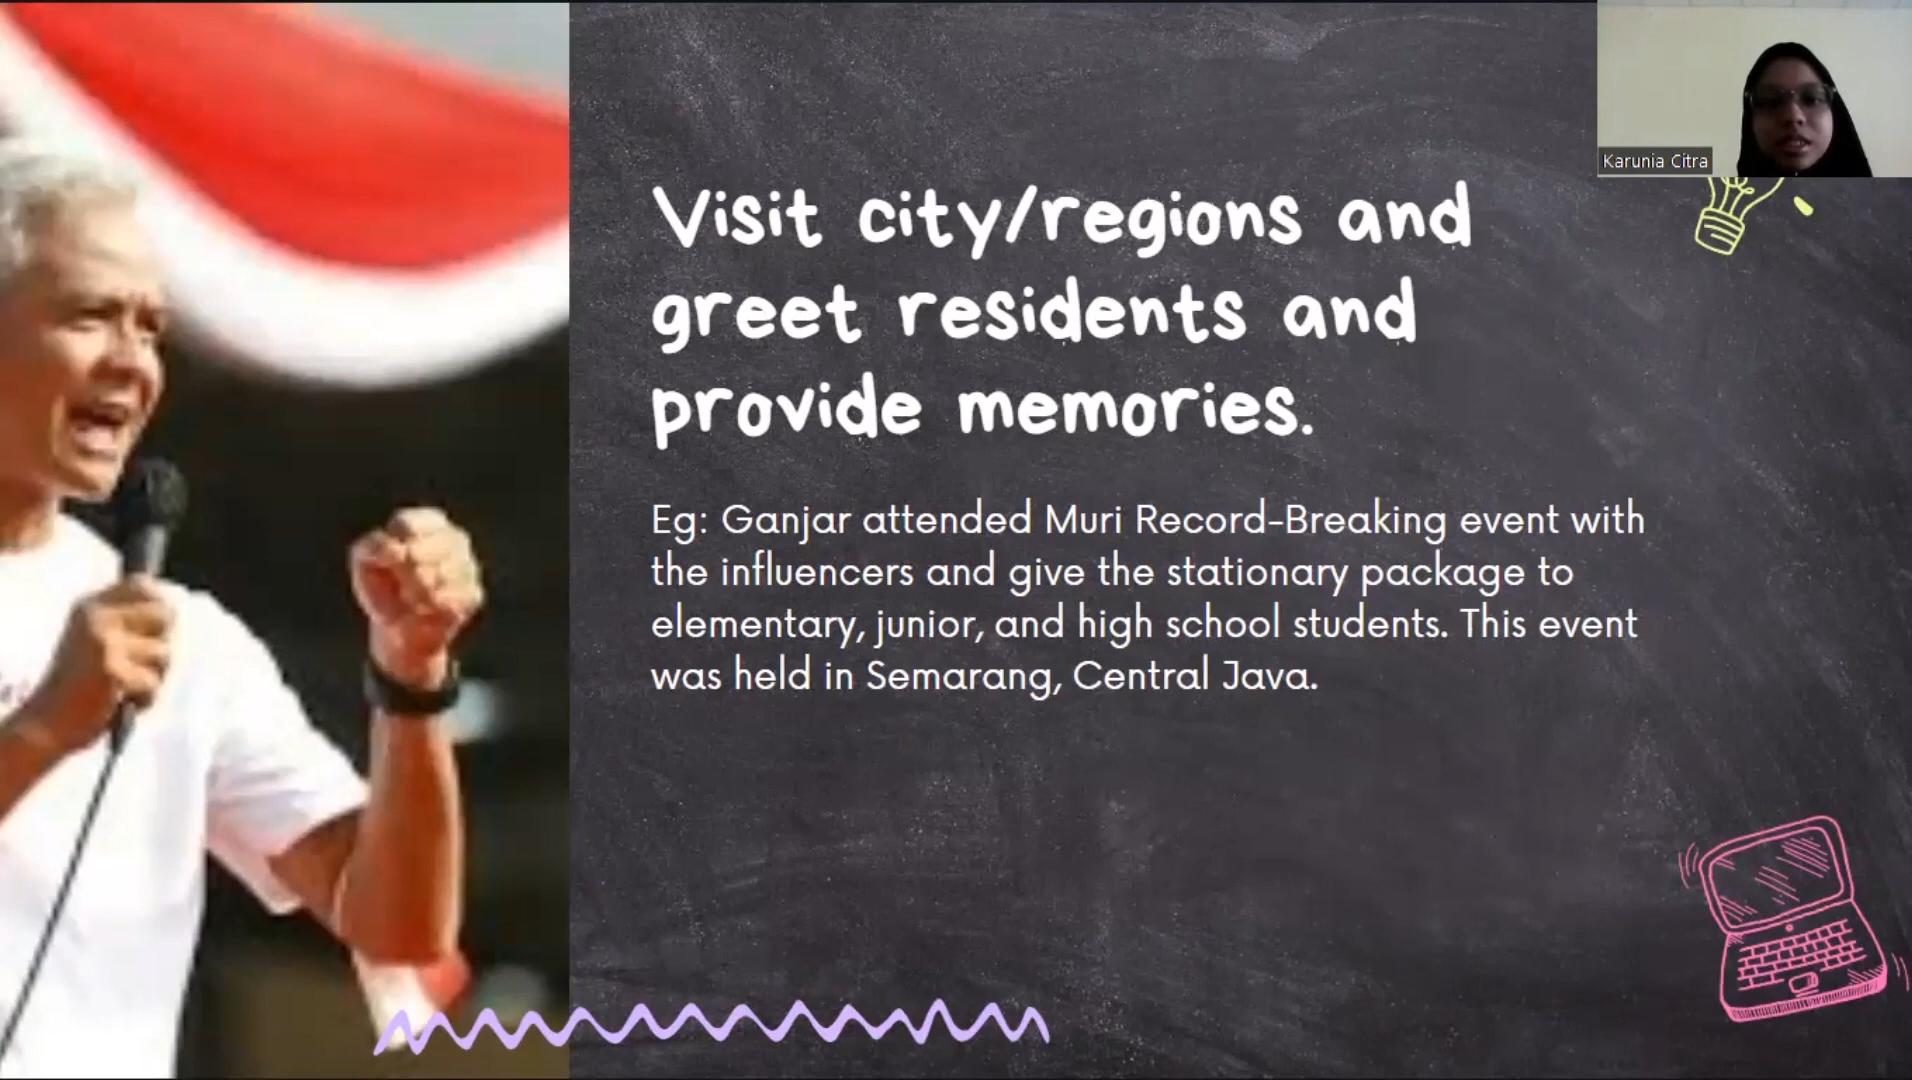 Karunia Citra
Visit city/regions and
greet residents and
provide memories.
Eg: Ganjar attended Muri Record-Breaking event with
the influencers and give the stationary package to
elementary, junior, and high school students. This event
was held in Semarang, Central Java.